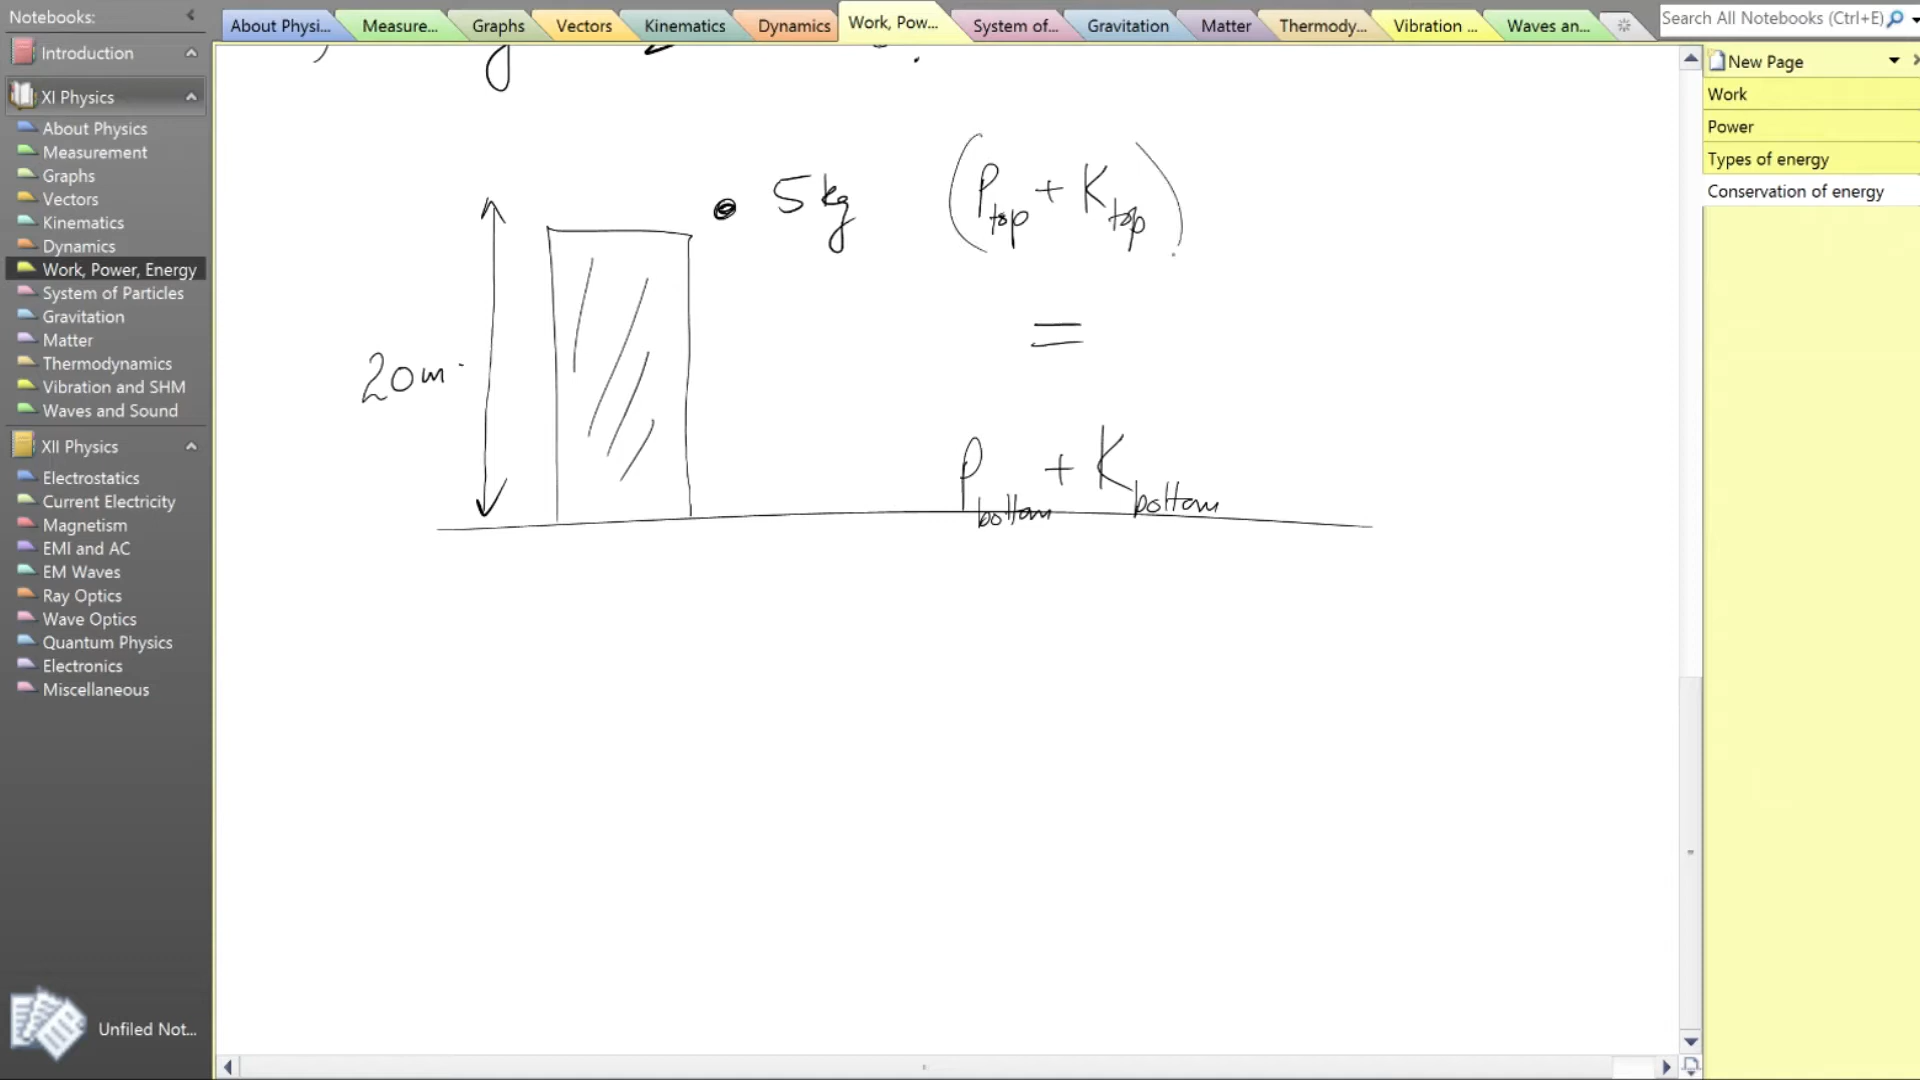 Notebooks:
Introduction
XI Physics
About Physics
Measurement
Graphs
Vectors
Kinematics
Dynamics
Work, Power, Energy
System of Particles
Gravitation
Matter
Thermodynamics
Vibration and SHM
Waves and Sound
XII Physics
Electrostatics
Current Electricity
Magnetism
EMI and AC
EM Waves
Ray Optics
Wave Optics
Quantum Physics
Electronics
Miscellaneous
Unfiled Not...
About Physi... Measure... Graphs Vectors Kinematics Dynamics Work, Pow... System of... Gravitation Matter Thermody... Vibration ... Waves an...
Search All Notebooks (Ctrl+E)
5 kg (P top + K top)
=
20m
P bottom + K bottom
New Page
Work
Power
Types of energy
Conservation of energy